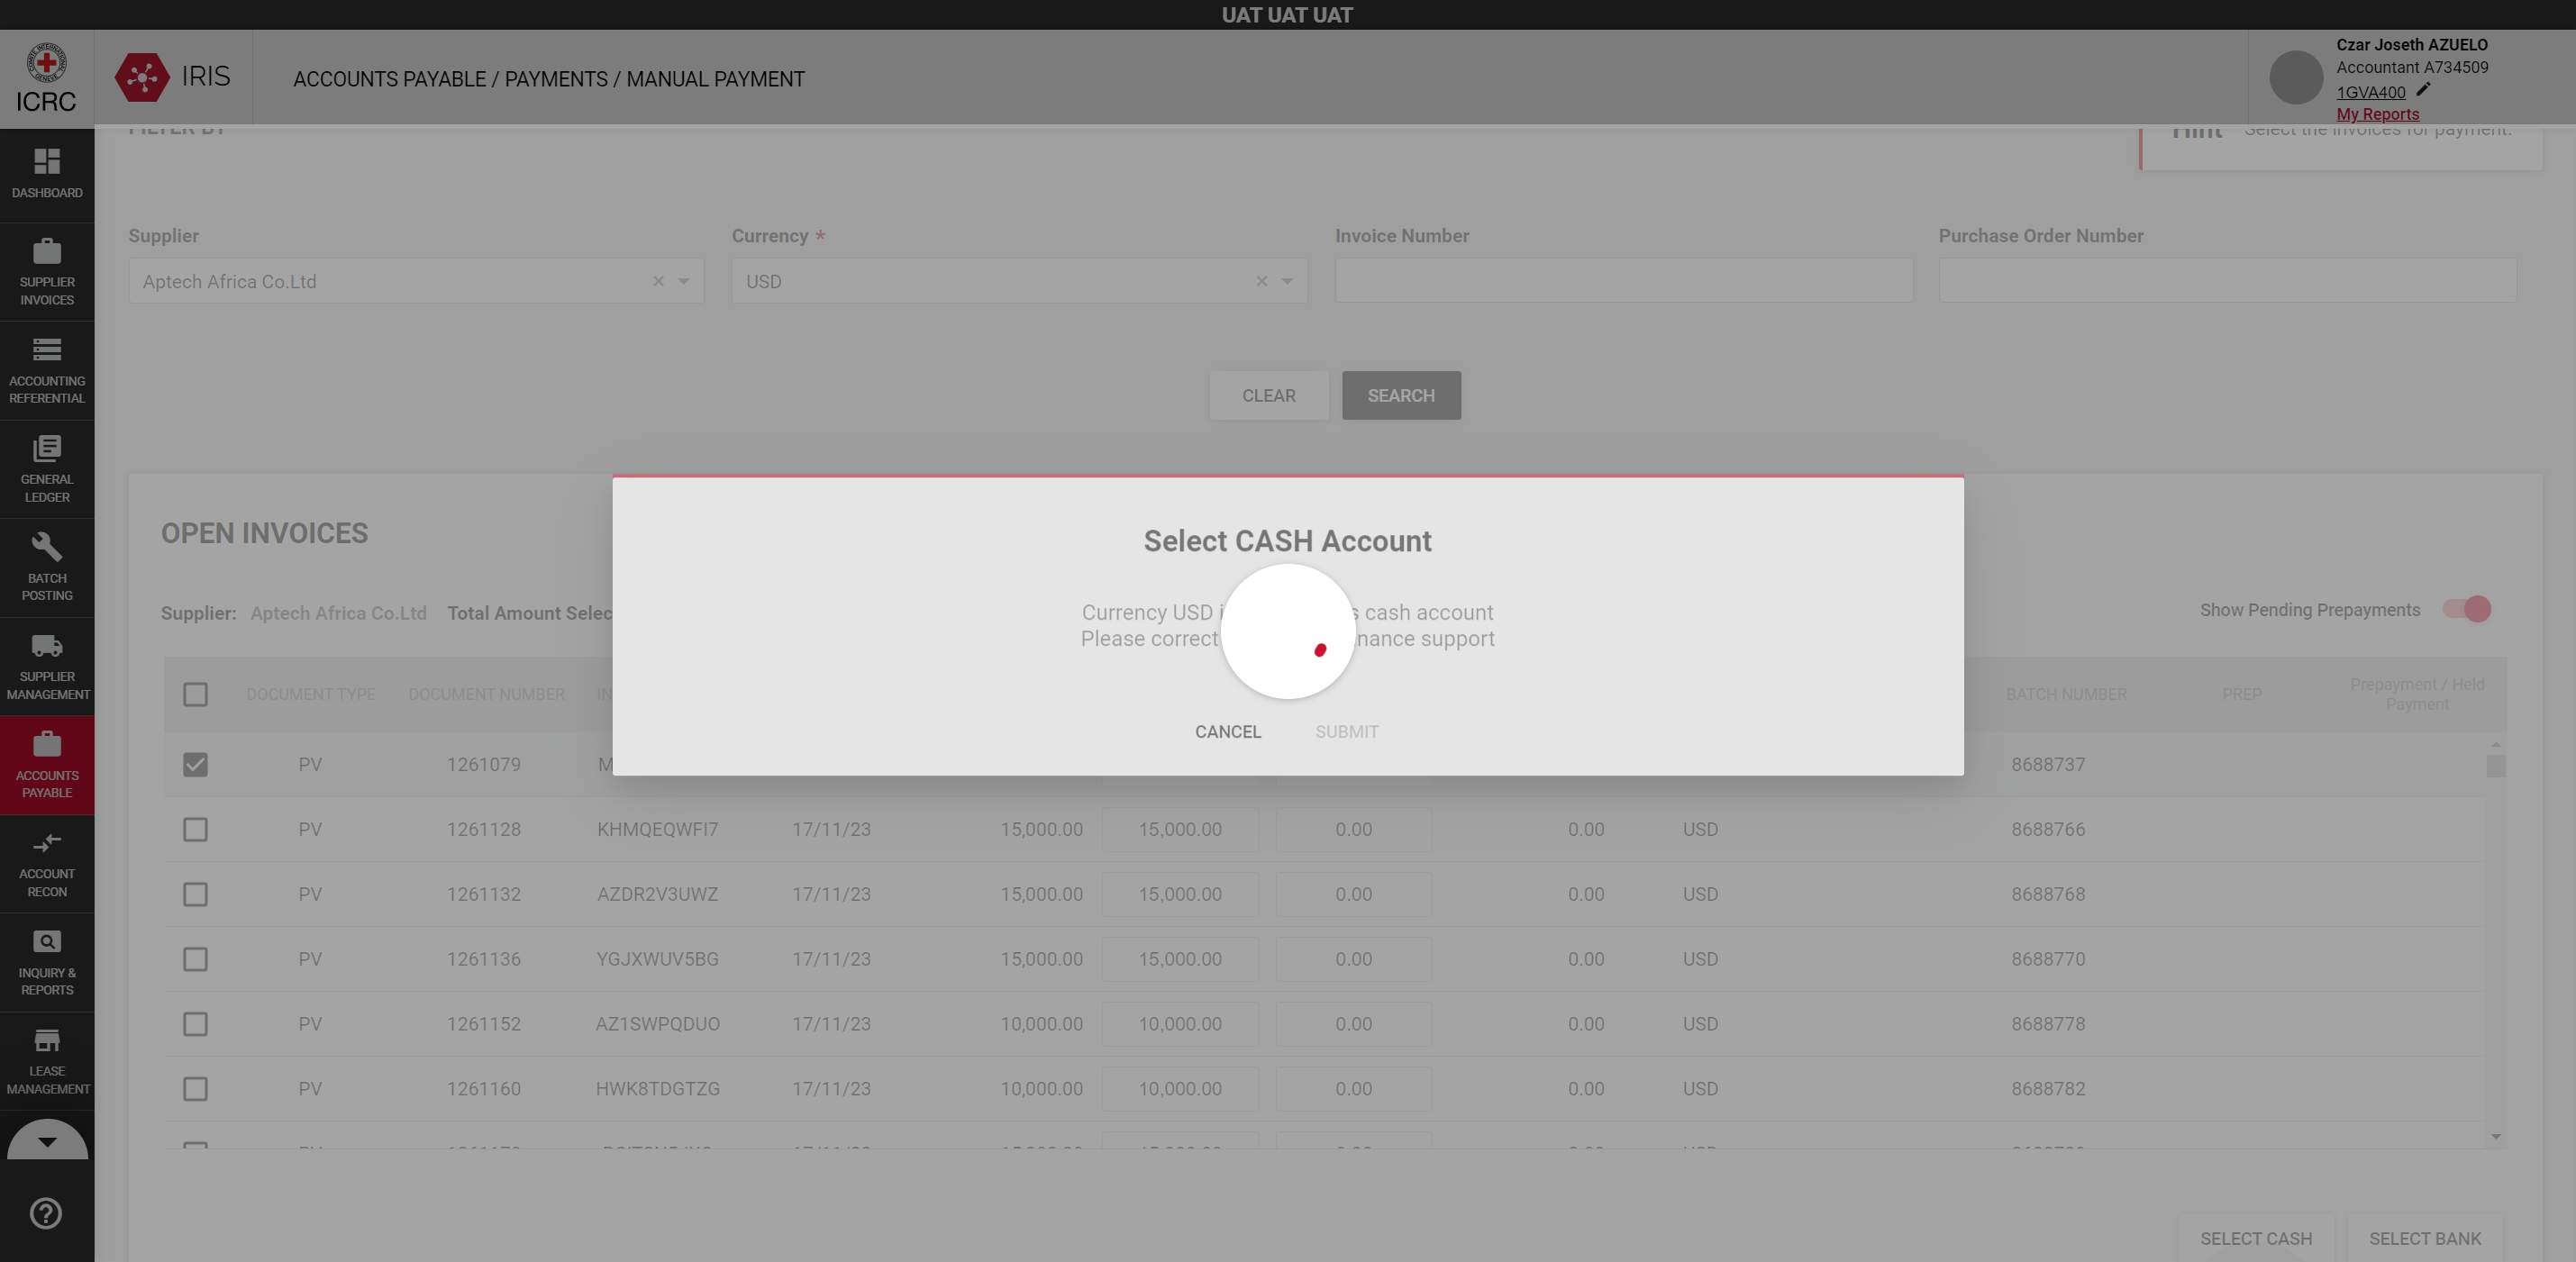 UAT UAT UAT
ICRC
IRIS
ACCOUNTS PAYABLE / PAYMENTS / MANUAL PAYMENT
Czar Joseth AZUELO
Accountant A734509
1GVA400
My Reports
FILTER BY
Hint Select the invoices for payment.
DASHBOARD
SUPPLIER
INVOICES
ACCOUNTING
REFERENTIAL
GENERAL
LEDGER
BATCH
POSTING
SUPPLIER
MANAGEMENT
ACCOUNTS
PAYABLE
ACCOUNT
RECON
INQUIRY &
REPORTS
LEASE
MANAGEMENT
Supplier Currency * Invoice Number Purchase Order Number
Aptech Africa Co.Ltd USD
CLEAR SEARCH
OPEN INVOICES
Supplier: Aptech Africa Co.Ltd Total Amount Selec
Show Pending Prepayments
Select CASH Account
Currency USD cash account
Please correct support
CANCEL SUBMIT
DOCUMENT TYPE DOCUMENT NUMBER BATCH NUMBER PREP Prepayment / Held
Payment
PV 1261079 8688737
PV 1261128 KHMQEQWFI7 17/11/23 15,000.00 15,000.00 0.00 0.00 USD 8688766
PV 1261132 AZDR2V3UWZ 17/11/23 15,000.00 15,000.00 0.00 0.00 USD 8688768
PV 1261136 YGJXWUV5BG 17/11/23 15,000.00 15,000.00 0.00 0.00 USD 8688770
PV 1261152 AZ1SWPQDUO 17/11/23 10,000.00 10,000.00 0.00 0.00 USD 8688778
PV 1261160 HWK8TDGTZG 17/11/23 10,000.00 10,000.00 0.00 0.00 USD 8688782
SELECT CASH SELECT BANK